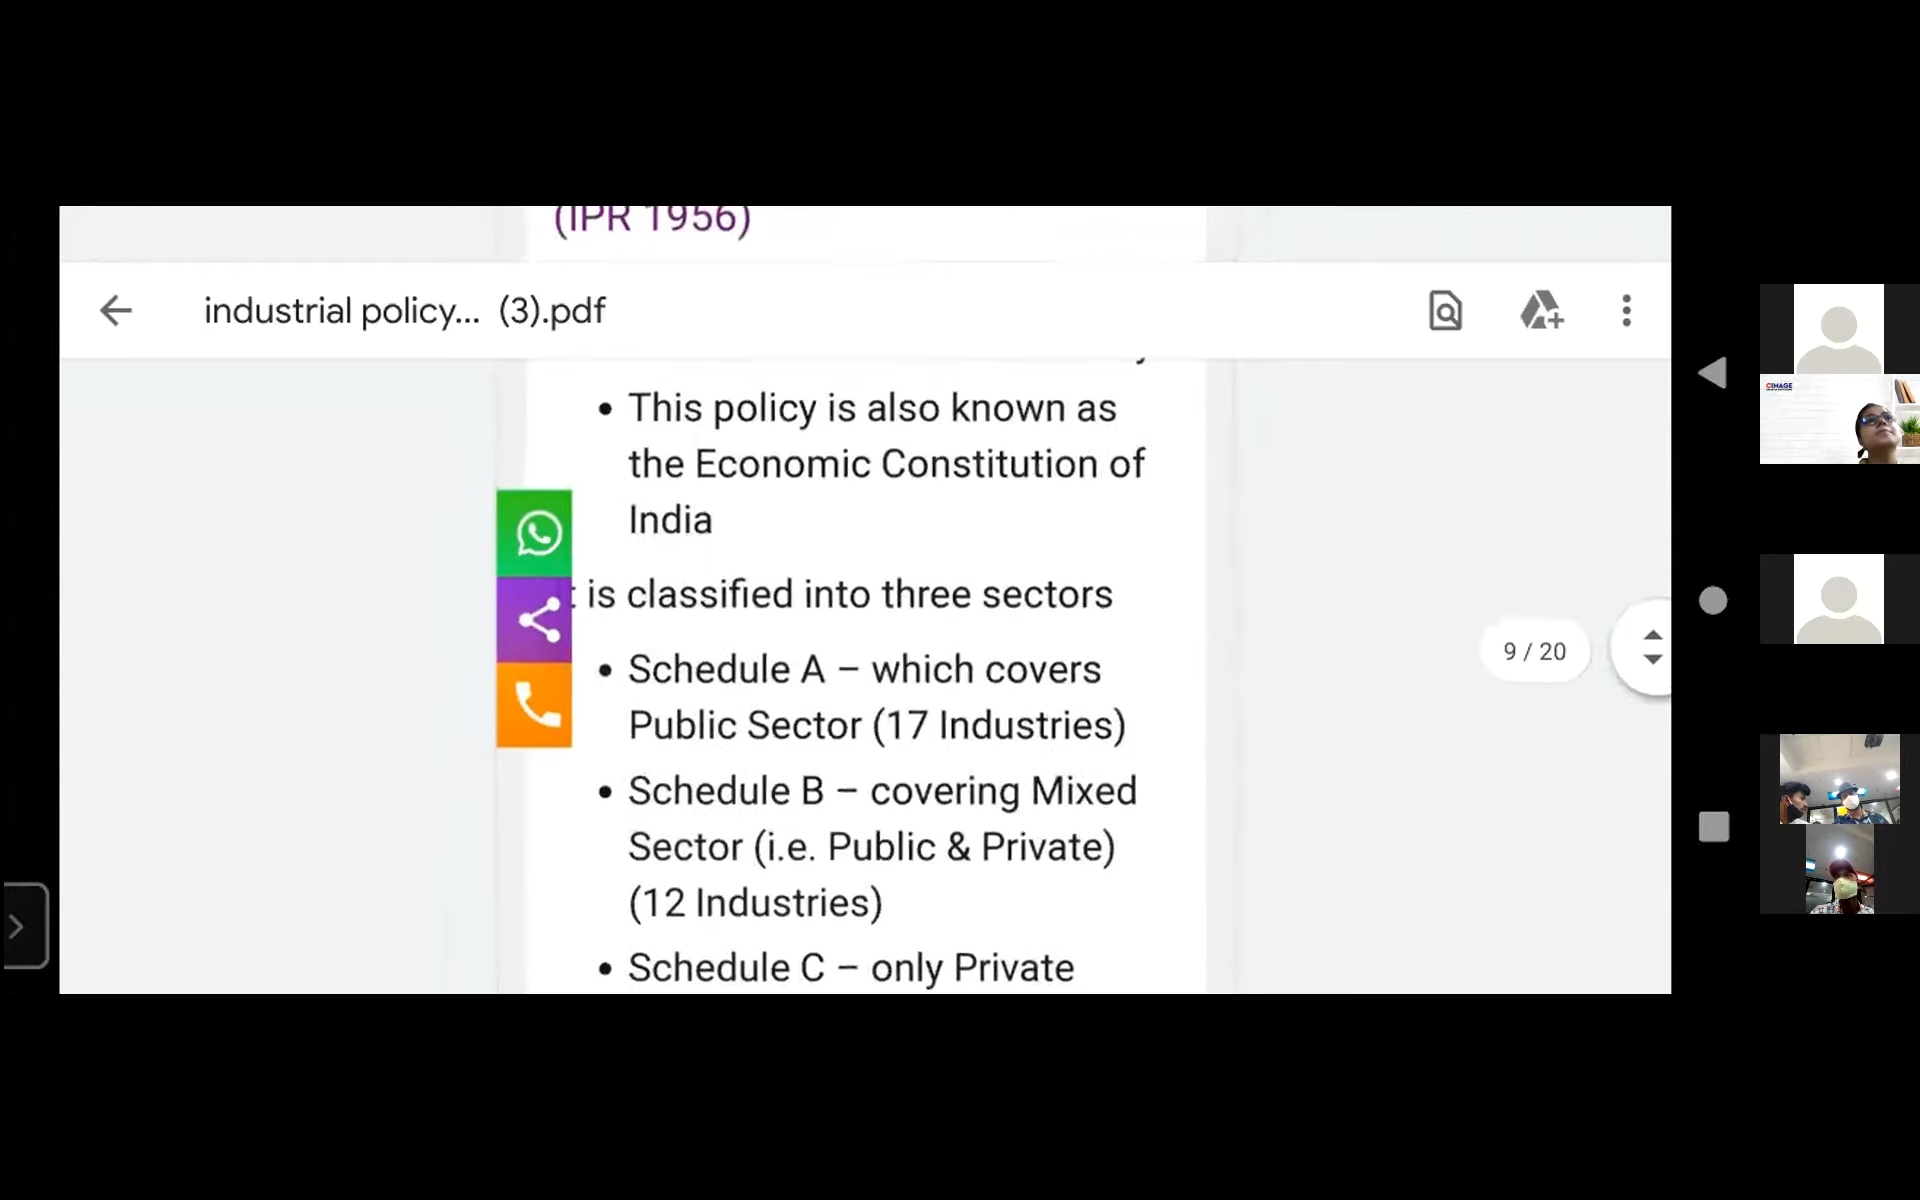 (IPR 1956)
industrial policy... (3).pdf
• This policy is also known as
the Economic Constitution of
India
is classified into three sectors
• Schedule A – which covers
Public Sector (17 Industries)
• Schedule B – covering Mixed
Sector (i.e. Public & Private)
(12 Industries)
• Schedule C – only Private
9 / 20
CIMAGE